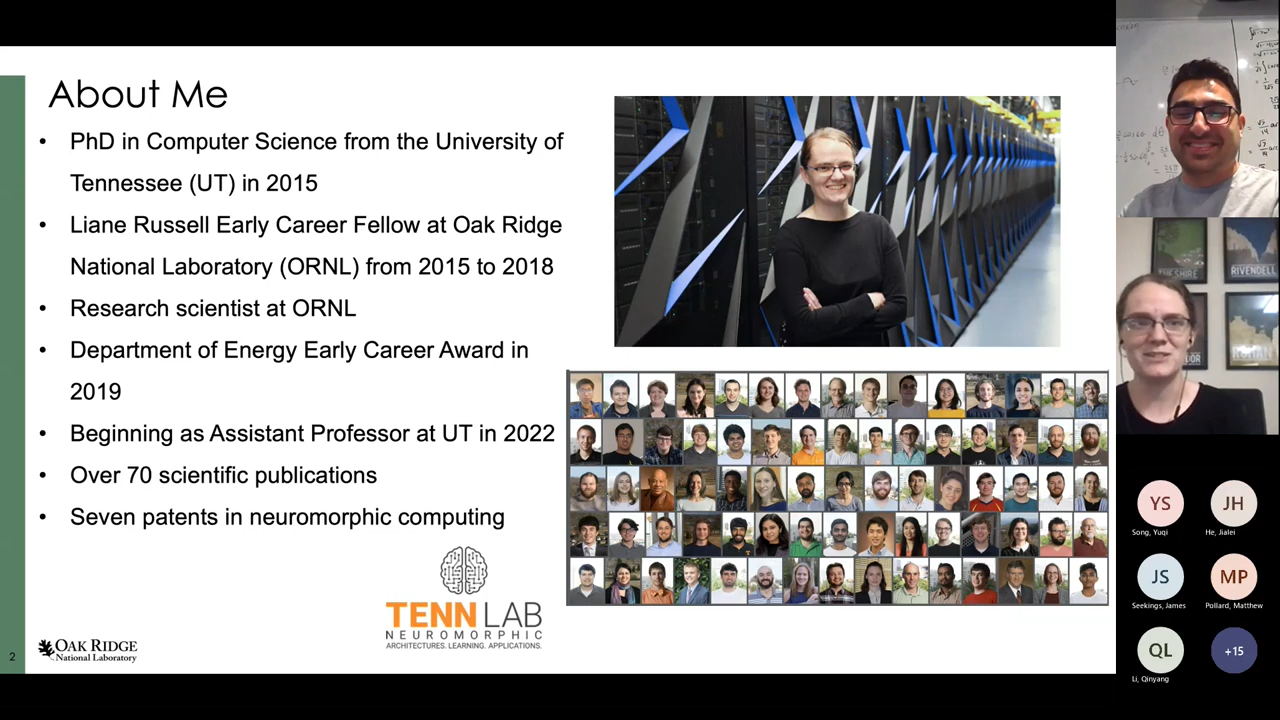 About Me
• PhD in Computer Science from the University of
Tennessee (UT) in 2015
• Liane Russell Early Career Fellow at Oak Ridge
National Laboratory (ORNL) from 2015 to 2018
• Research scientist at ORNL
• Department of Energy Early Career Award in
2019
• Beginning as Assistant Professor at UT in 2022
• Over 70 scientific publications
• Seven patents in neuromorphic computing
TENN LAB
NEUROMORPHIC
ARCHITECTURES. LEARNING. APPLICATIONS.
2
OAK RIDGE
National Laboratory
THE SHIRE
RIVENDELL
YS
Song, Yuqi
JH
He, Jialei
JS
Seekings, James
MP
Pollard, Matthew
QL
Li, Qinyang
+15